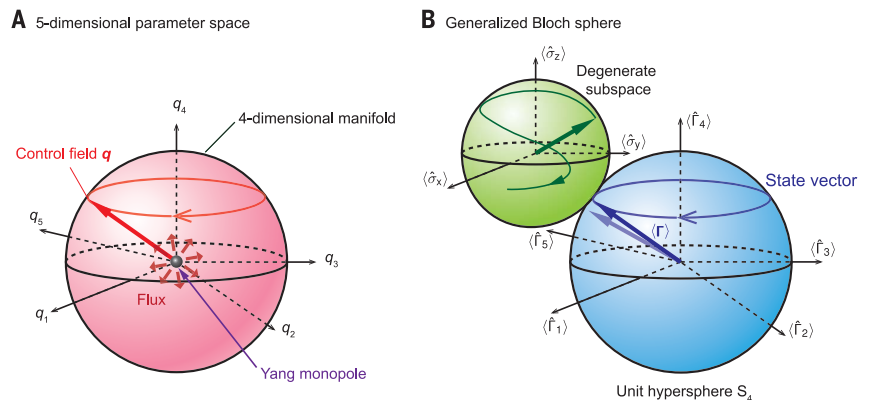 A 5-dimensional parameter space
q₄
4-dimensional manifold
Control field q
q₅
q₃
Flux
q₁
q₂
Yang monopole
B Generalized Bloch sphere
⟨σ̂z⟩
Degenerate
subspace
⟨Γ̂₄⟩
⟨σ̂y⟩
⟨σ̂x⟩
State vector
⟨Γ⟩
⟨Γ̂₅⟩
⟨Γ̂₃⟩
⟨Γ̂₁⟩
⟨Γ̂₂⟩
Unit hypersphere S₄